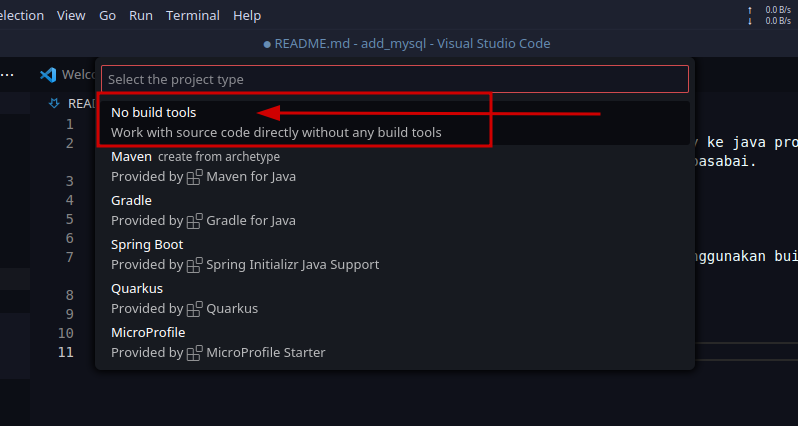 election View Go Run Terminal Help
↑ 0.0 B/s
↓ 0.0 B/s
● README.md - add_mysql - Visual Studio Code
··· Welc
Select the project type
READ
No build tools
Work with source code directly without any build tools
Maven create from archetype
Provided by Maven for Java
Gradle
Provided by Gradle for Java
Spring Boot
Provided by Spring Initializr Java Support
Quarkus
Provided by Quarkus
MicroProfile
Provided by MicroProfile Starter
1
2
3
4
5
6
7
8
9
10
11
ke java pro
asabai.
nggunakan bui